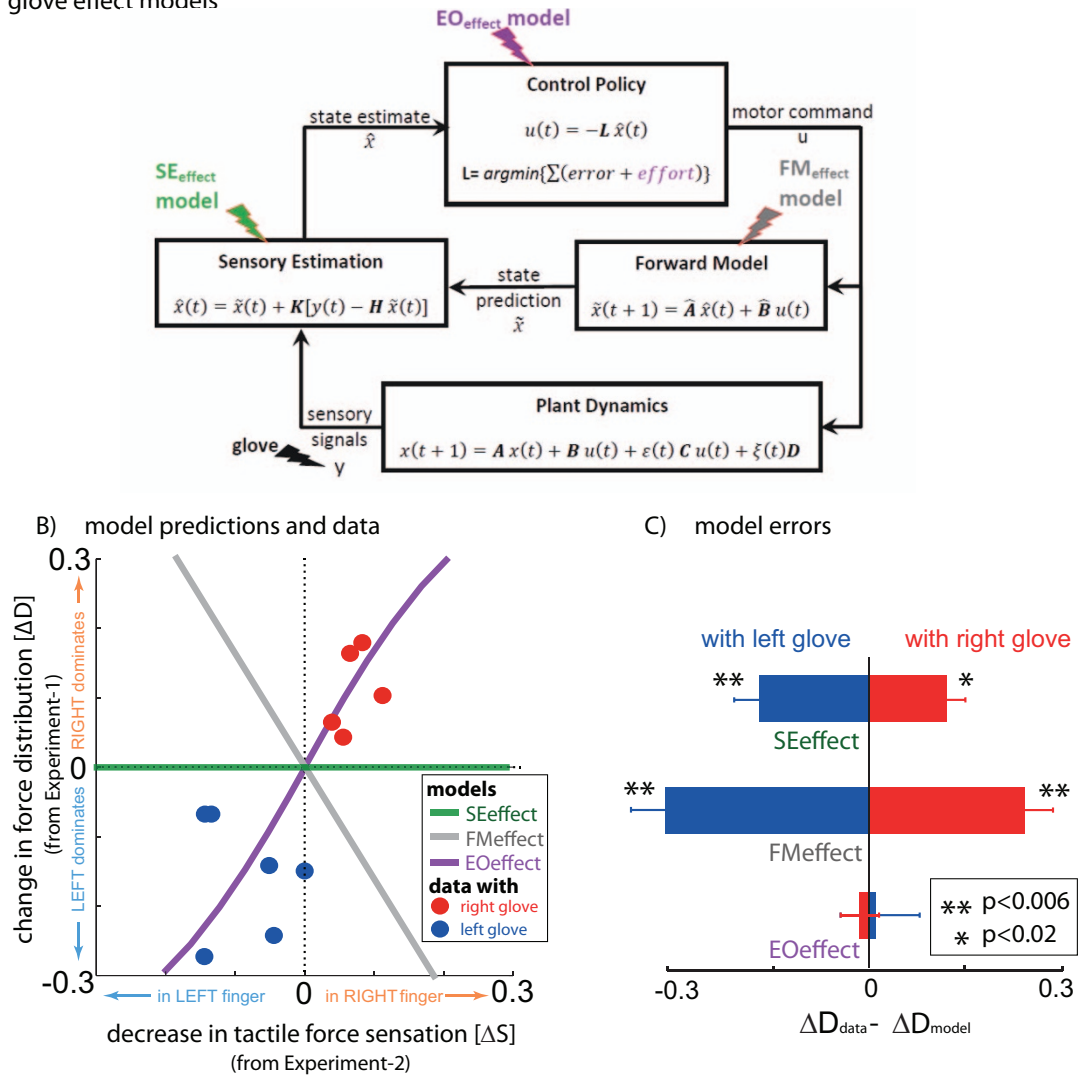 glove effect models
EOeffect model
Control Policy
u(t) = −L x̂(t)
L= argmin{∑(error + effort)}
state estimate
x̂
motor command
u
SEeffect
model
FMeffect
model
Sensory Estimation
x̂(t) = x̃(t) + K[y(t) − H x̃(t)]
state
prediction
x̃
Forward Model
x̃(t + 1) = Â x̂(t) + B̂ u(t)
sensory
signals
y
glove
Plant Dynamics
x(t + 1) = A x(t) + B u(t) + ε(t) C u(t) + ξ(t)D
B) model predictions and data
0.3
0
-0.3
change in force distribution [ΔD]
(from Experiment-1)
LEFT dominates
RIGHT dominates
models
SEeffect
FMeffect
EOeffect
data with
right glove
left glove
in LEFT finger
0
in RIGHT finger
0.3
decrease in tactile force sensation [ΔS]
(from Experiment-2)
C) model errors
with left glove
with right glove
**
*
SEeffect
**
**
FMeffect
EOeffect
** p<0.006
* p<0.02
-0.3
0
0.3
ΔDdata - ΔDmodel